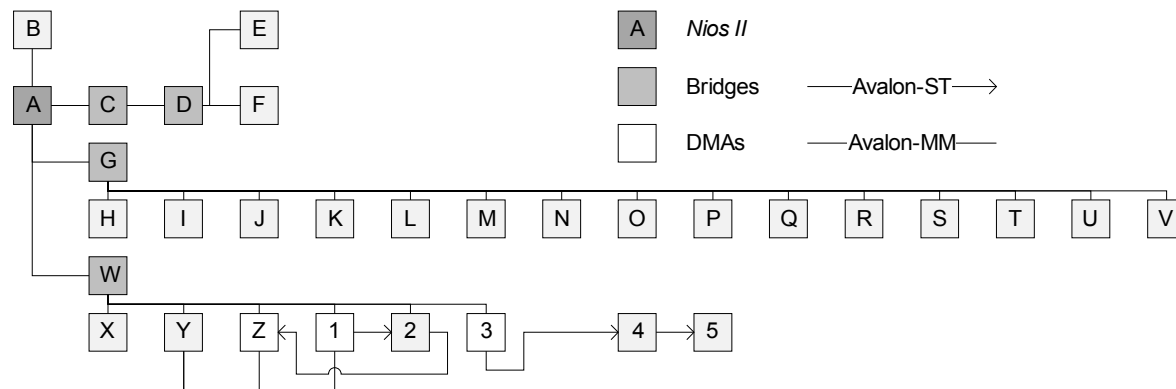 B E A Nios II
A C D F Bridges Avalon-ST
G DMAs Avalon-MM
H I J K L M N O P Q R S T U V
W
X Y Z 1 2 3 4 5